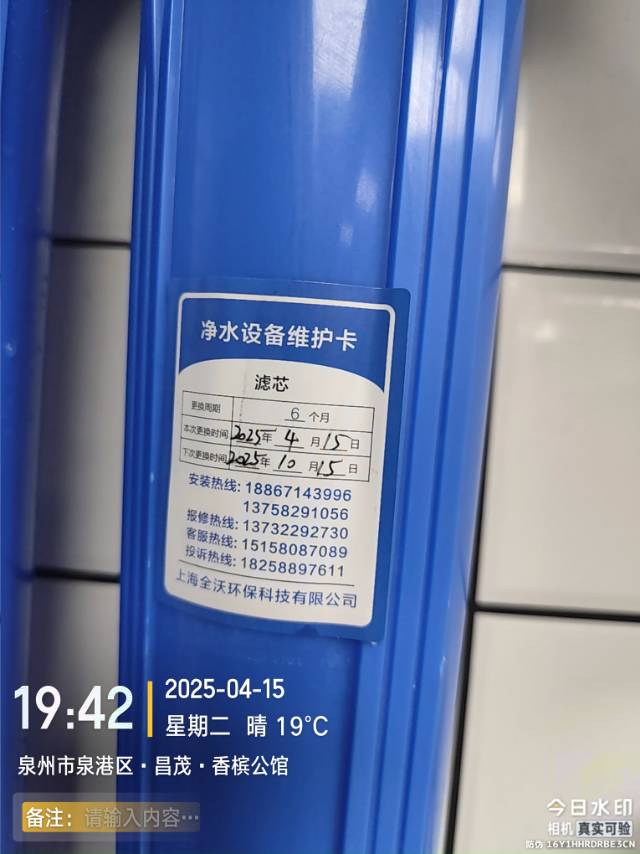 净水设备维护卡
滤芯
更换周期 6 个月
本次更换时间 2025年 4 月 15 日
下次更换时间 2025年 10 月 15 日
安装热线: 18867143996
13758291056
报修热线: 13732292730
客服热线: 15158087089
投诉热线: 18258897611
上海全沃环保科技有限公司
19:42
2025-04-15
星期二 晴 19°C
泉州市泉港区·昌茂·香槟公馆
备注: 请输入内容…
今日水印
相机 真实可验
防伪 16Y1HHRDRBE3CN